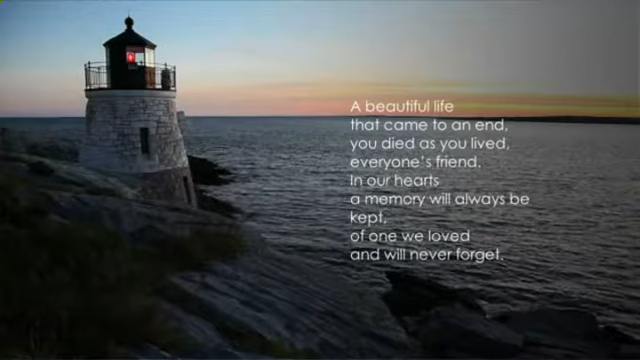 A beautiful life
that came to an end,
you died as you lived,
everyone's friend.
In our hearts
a memory will always be
kept,
of one we loved
and will never forget.